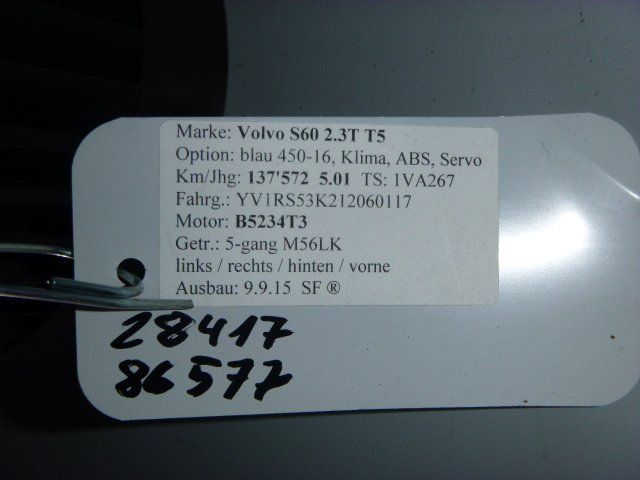 Marke: Volvo S60 2.3T T5
Option: blau 450-16, Klima, ABS, Servo
Km/Jhg: 137'572 5.01 TS: 1VA267
Fahrg.: YV1RS53K212060117
Motor: B5234T3
Getr.: 5-gang M56LK
links / rechts / hinten / vorne
Ausbau: 9.9.15 SF ®
28417
86577